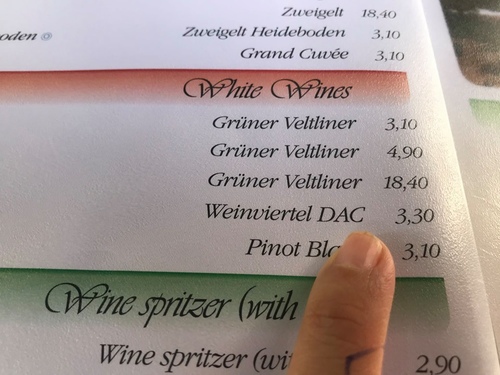 Zweigelt 18,40
oden Zweigelt Heideboden 3,10
Grand Cuvée 3,10
White Wines
Grüner Veltliner 3,10
Grüner Veltliner 4,90
Grüner Veltliner 18,40
Weinviertel DAC 3,30
Pinot Bla 3,10
Wine spritzer (with
Wine spritzer (wi 2,90